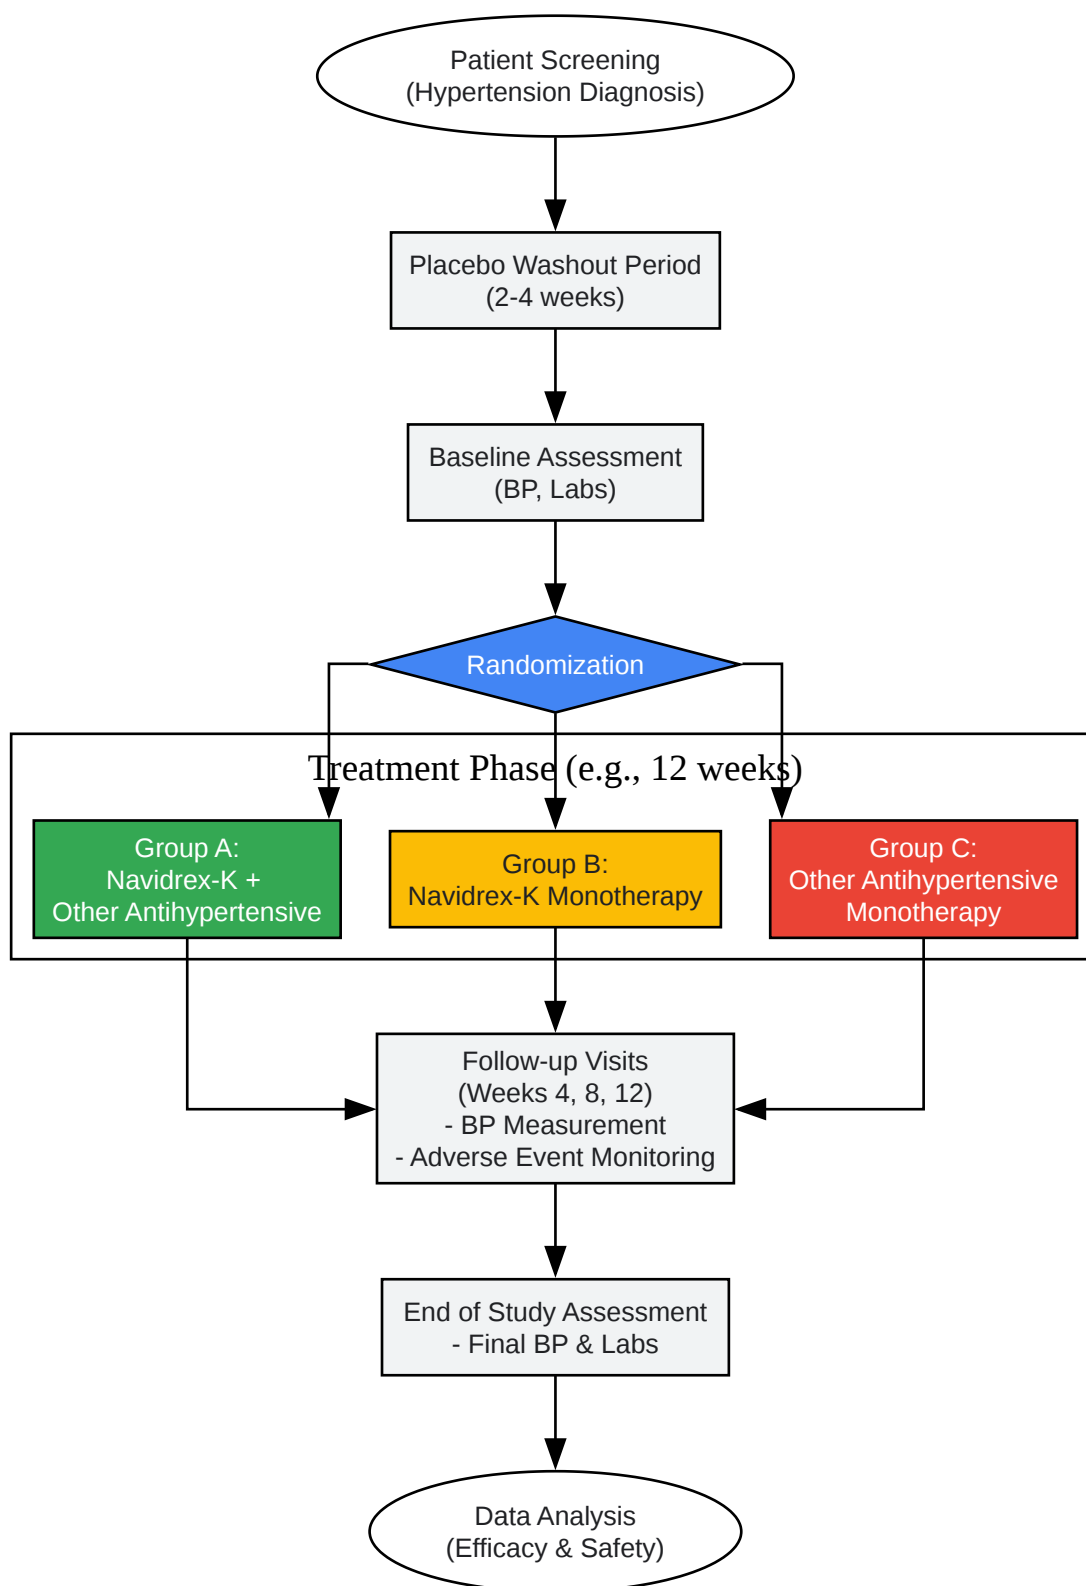 Patient Screening
(Hypertension Diagnosis)
Placebo Washout Period
(2-4 weeks)
Baseline Assessment
(BP, Labs)
Randomization
Treatment Phase (e.g., 12 weeks)
Group A:
Navidrex-K +
Other Antihypertensive
Group B:
Navidrex-K Monotherapy
Group C:
Other Antihypertensive
Monotherapy
Follow-up Visits
(Weeks 4, 8, 12)
- BP Measurement
- Adverse Event Monitoring
End of Study Assessment
- Final BP & Labs
Data Analysis
(Efficacy & Safety)